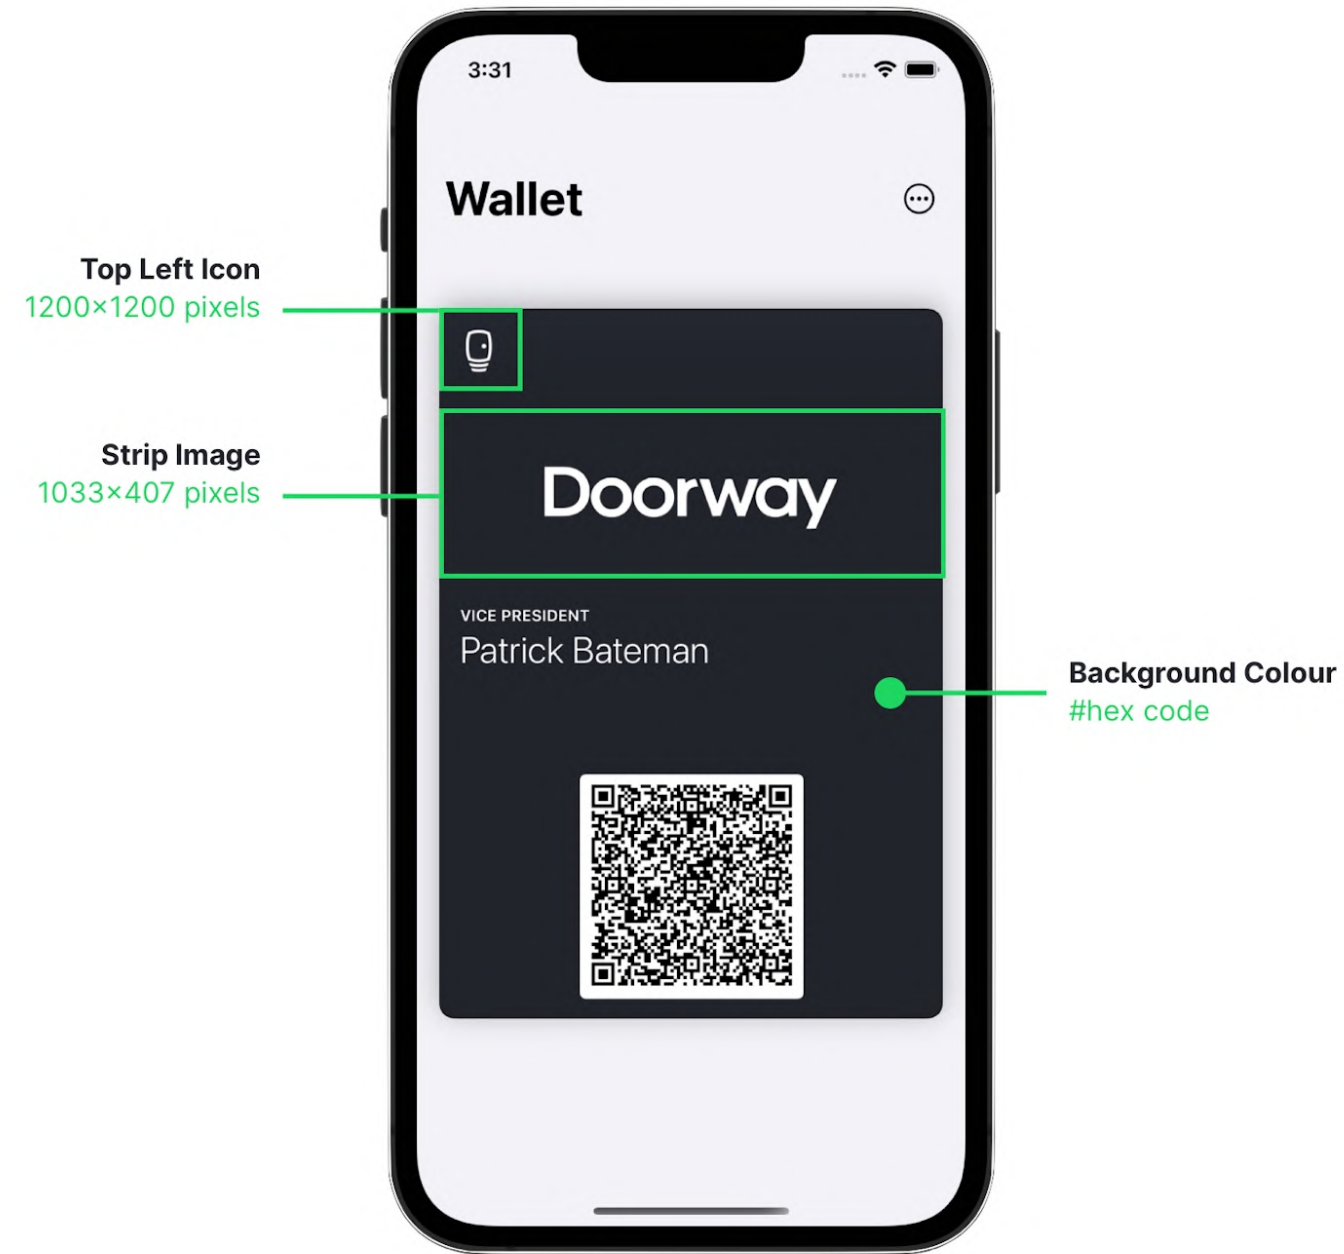 3:31
Wallet
Top Left Icon
1200×1200 pixels
Strip Image
1033×407 pixels
Doorway
VICE PRESIDENT
Patrick Bateman
Background Colour
#hex code